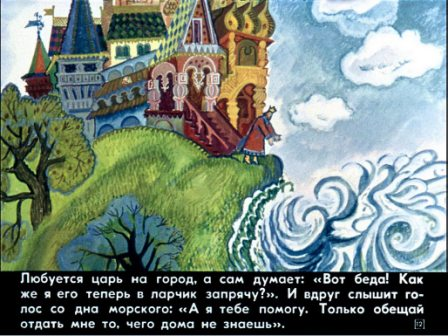 Любуется царь на город, а сам думает: «Вот беда! Как
же я его теперь в ларчик запрячу?». И вдруг слышит го-
лос со дна морского: «А я тебе помогу. Только обещай
отдать мне то, чего дома не знаешь».